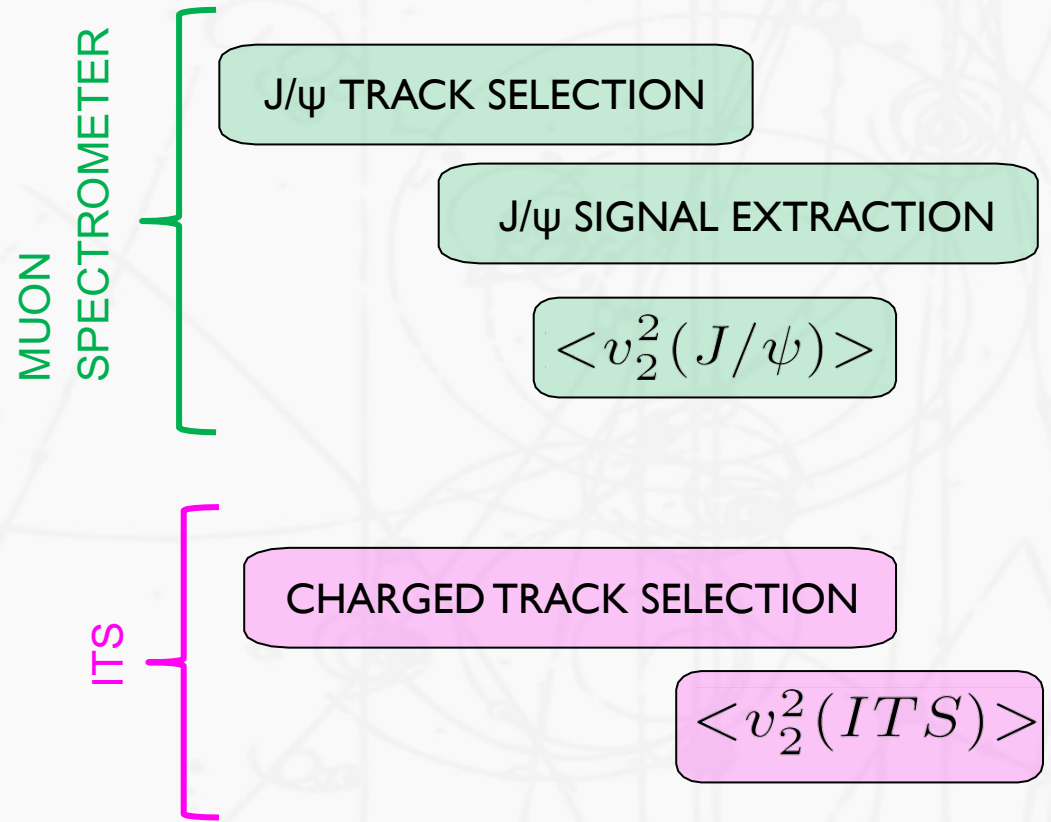 MUON
SPECTROMETER
J/ψ TRACK SELECTION
J/ψ SIGNAL EXTRACTION
<v_2^2(J/ψ)>
ITS
CHARGED TRACK SELECTION
<v_2^2(ITS)>